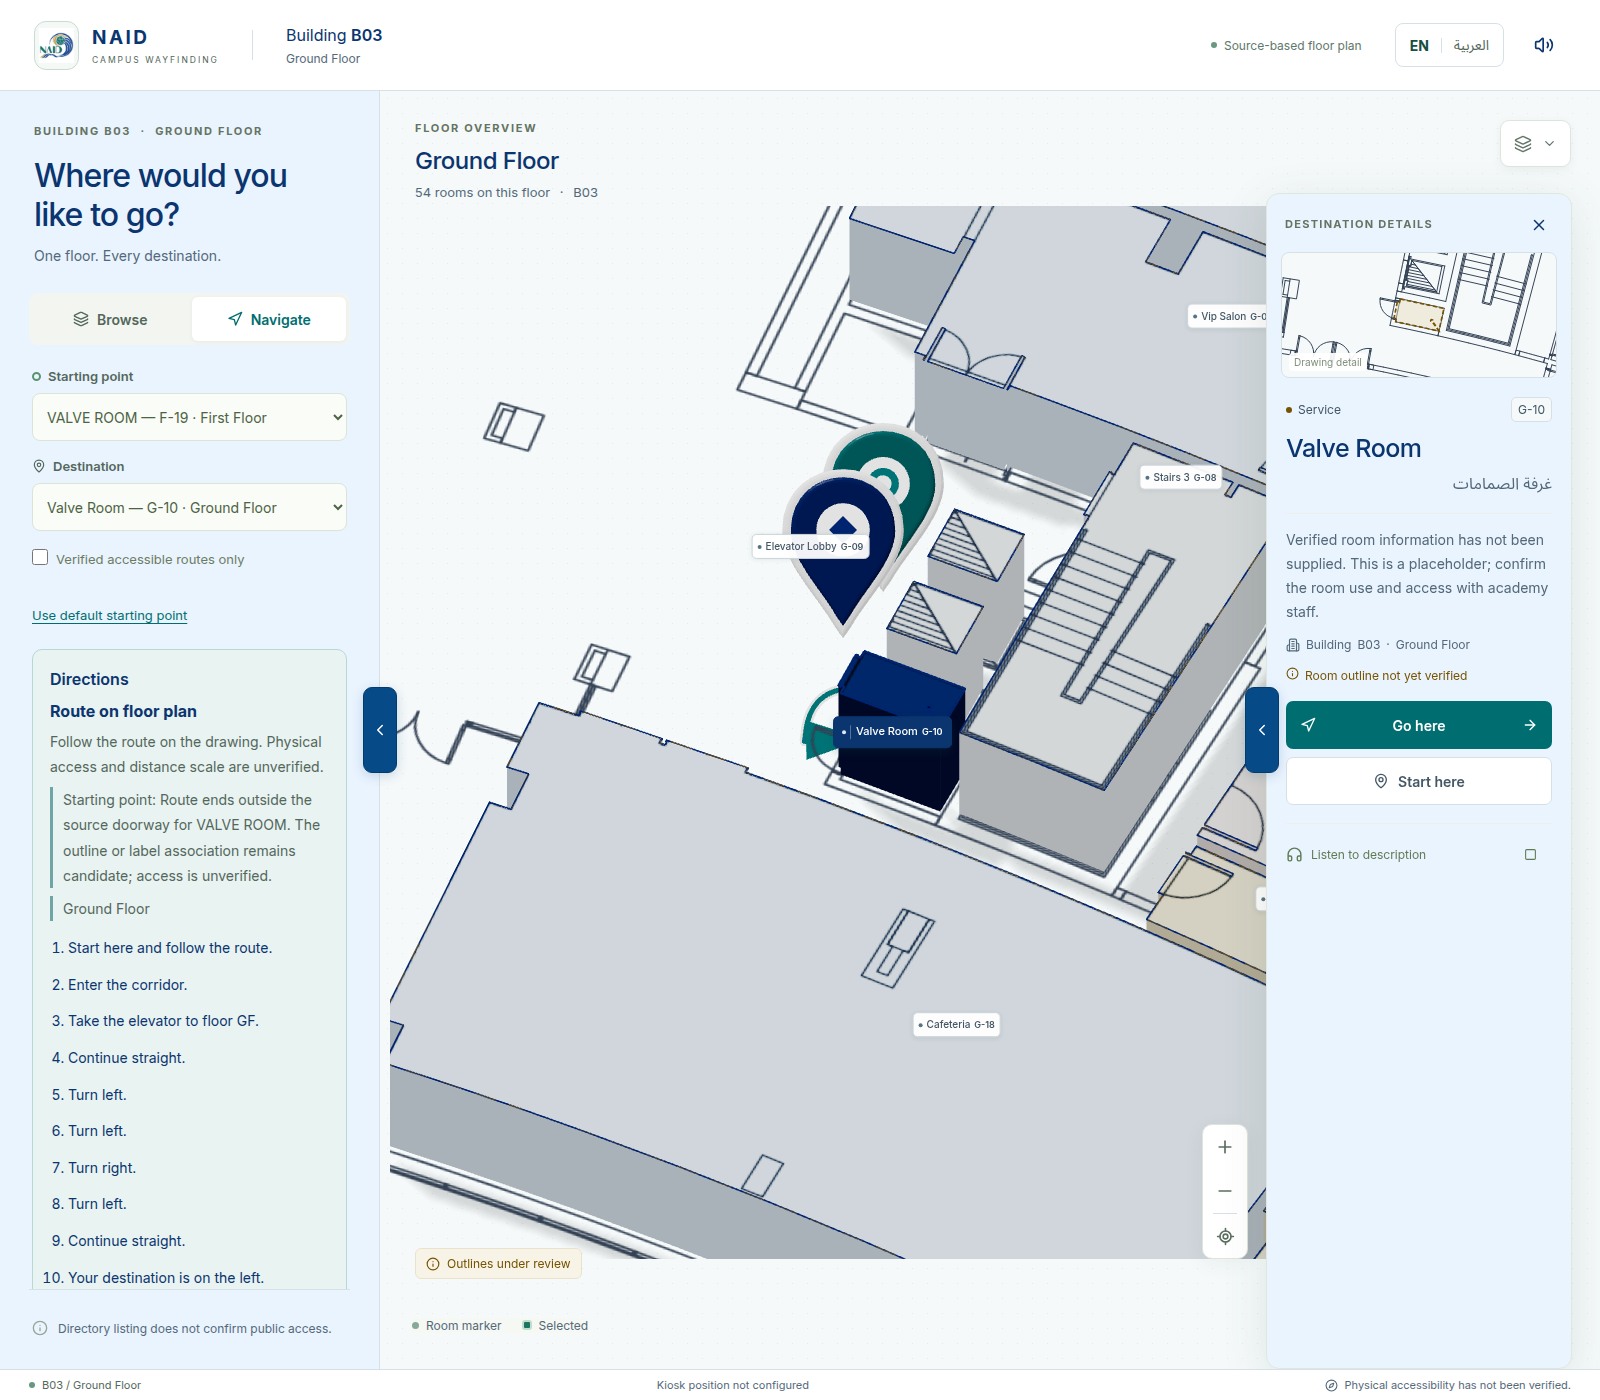 NAID
CAMPUS WAYFINDING
Building B03
Ground Floor
Source-based floor plan
EN
العربية
BUILDING B03 · GROUND FLOOR
Where would you
like to go?
One floor. Every destination.
Browse
Navigate
Starting point
VALVE ROOM — F-19 · First Floor
Destination
Valve Room — G-10 · Ground Floor
Verified accessible routes only
Use default starting point
Directions
Route on floor plan
Follow the route on the drawing. Physical
access and distance scale are unverified.
Starting point: Route ends outside the
source doorway for VALVE ROOM. The
outline or label association remains
candidate; access is unverified.
Ground Floor
1. Start here and follow the route.
2. Enter the corridor.
3. Take the elevator to floor GF.
4. Continue straight.
5. Turn left.
6. Turn left.
7. Turn right.
8. Turn left.
9. Continue straight.
10. Your destination is on the left.
Directory listing does not confirm public access.
FLOOR OVERVIEW
Ground Floor
54 rooms on this floor · B03
Vip Salon
Stairs 3 G-08
Elevator Lobby G-09
Valve Room G-10
Cafeteria G-18
Outlines under review
Room marker
Selected
DESTINATION DETAILS
Drawing detail
Service
G-10
Valve Room
غرفة الصمامات
Verified room information has not been
supplied. This is a placeholder; confirm
the room use and access with academy
staff.
Building B03 · Ground Floor
Room outline not yet verified
Go here
Start here
Listen to description
B03 / Ground Floor
Kiosk position not configured
Physical accessibility has not been verified.